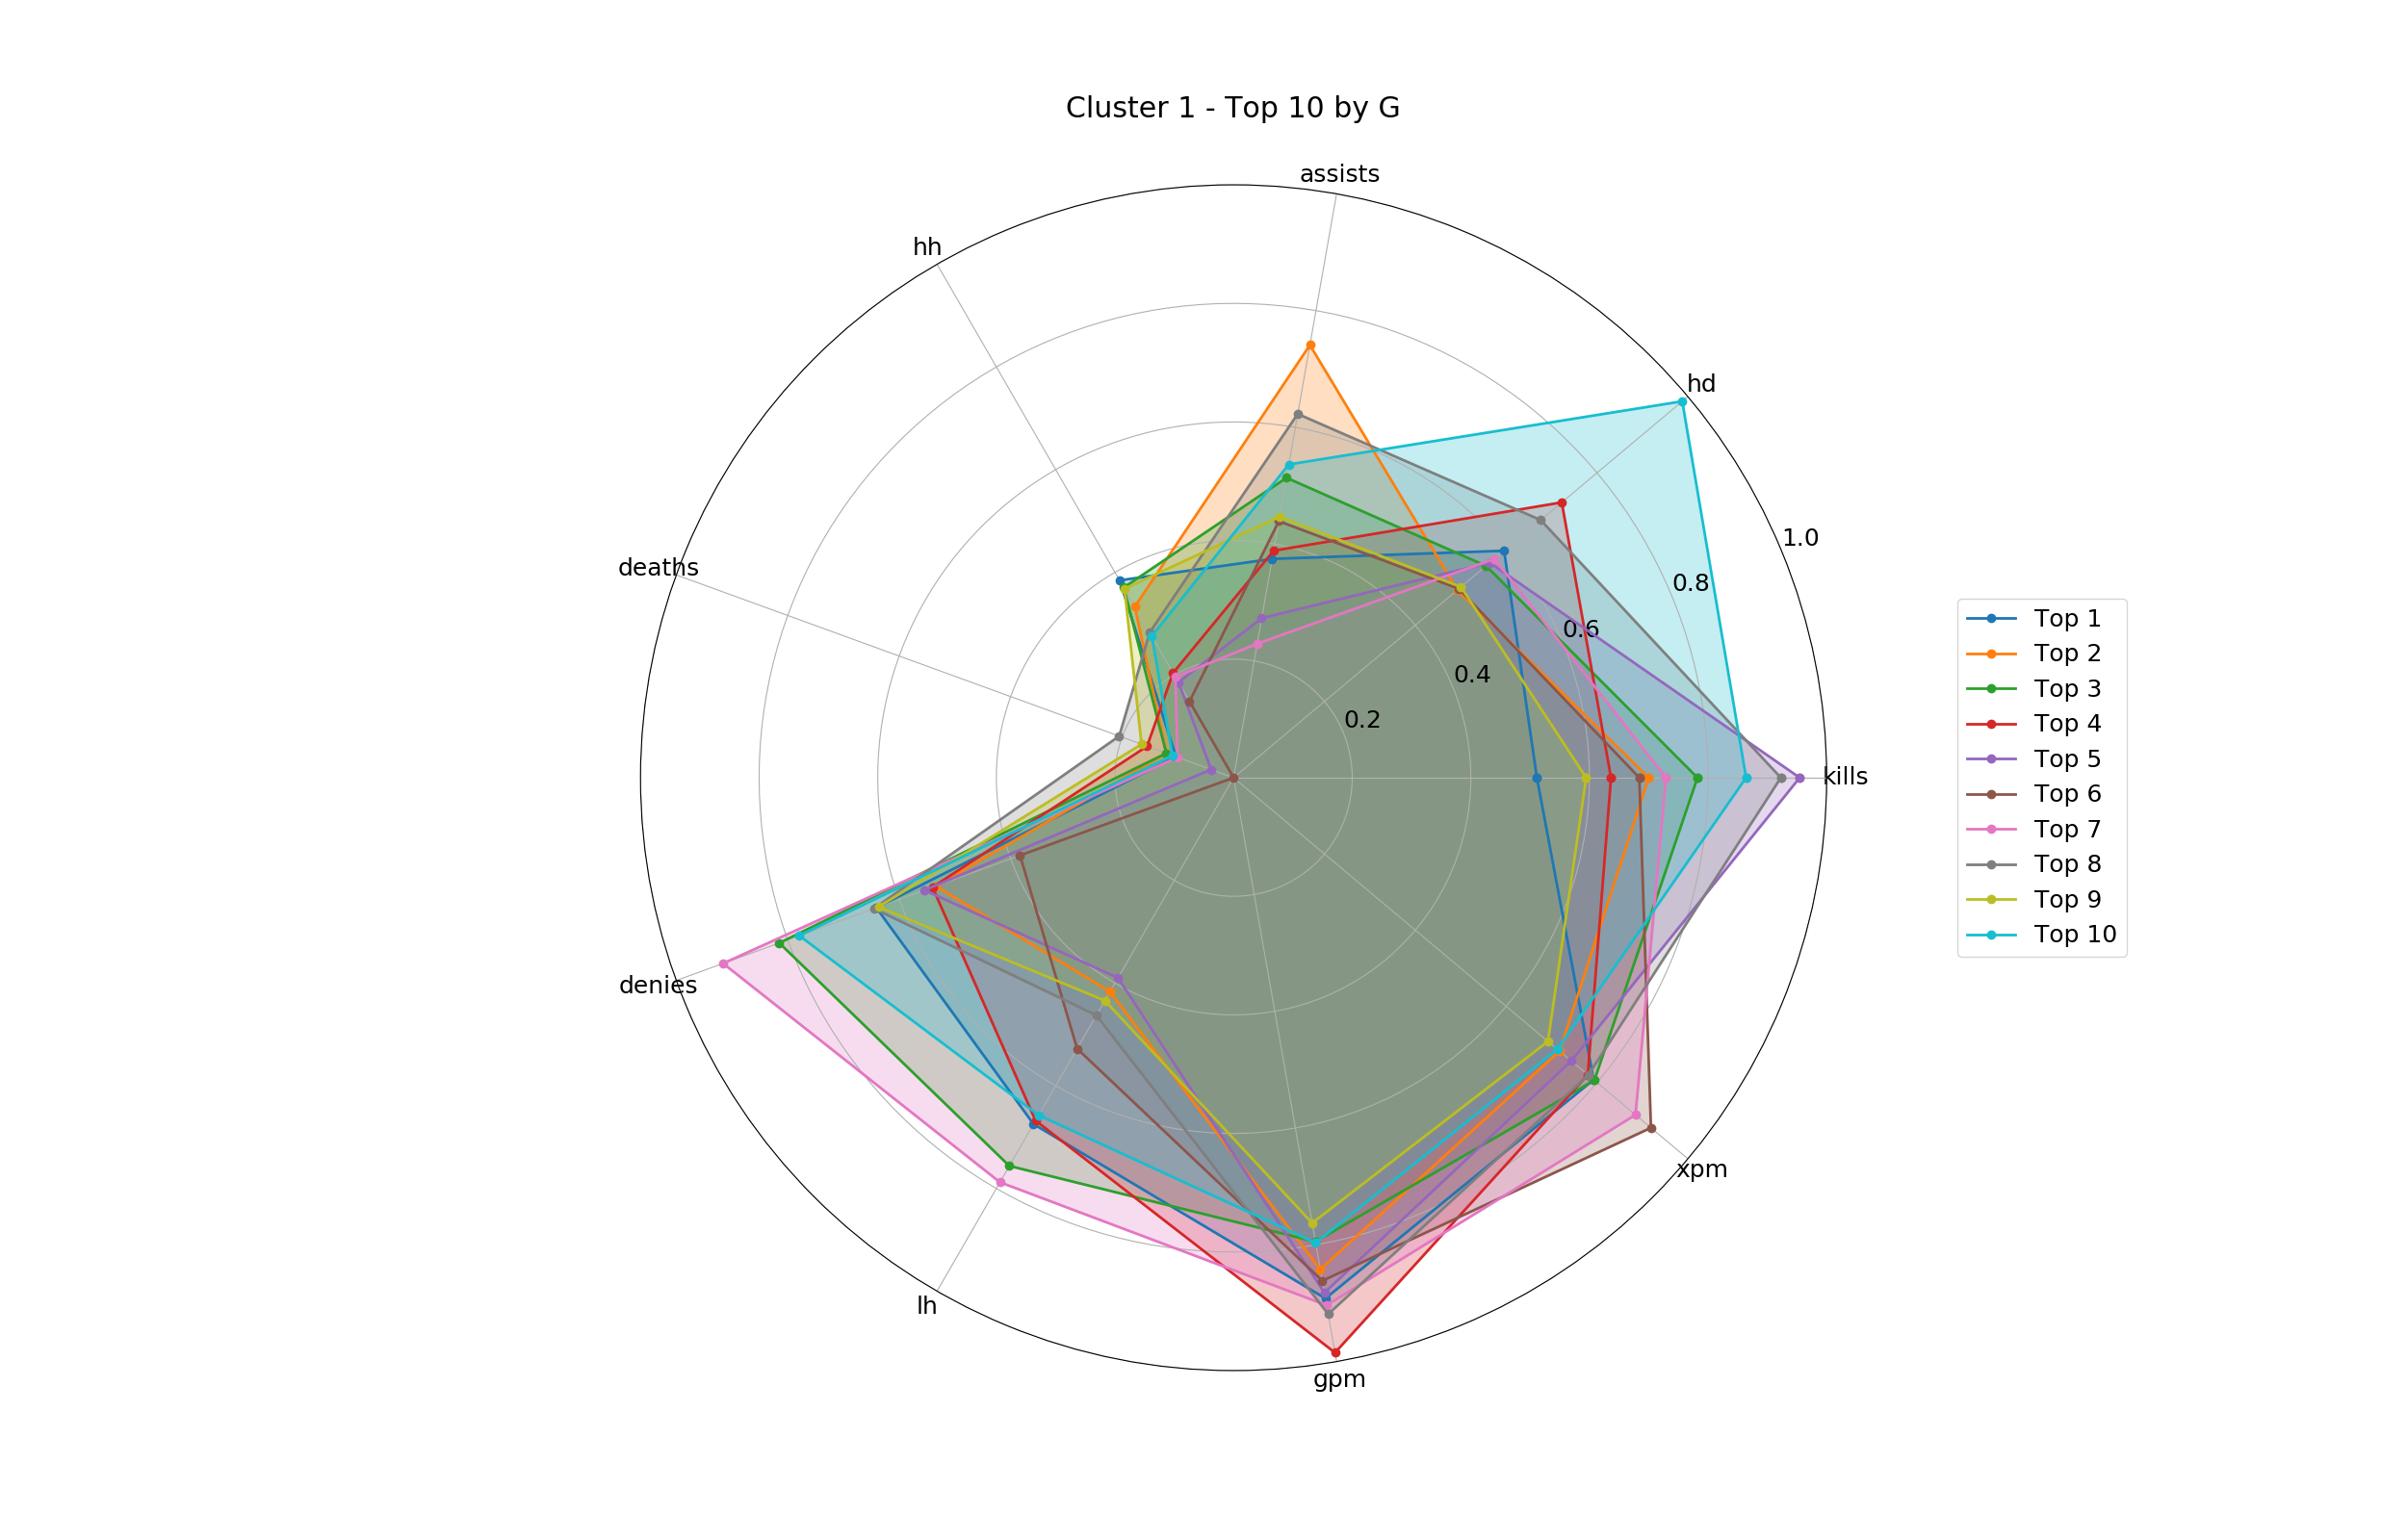 Cluster 1 - Top 10 by G
assists
hh
hd
deaths
1.0
0.8
0.6
0.4
0.2
kills
denies
xpm
lh
gpm
Top 1
Top 2
Top 3
Top 4
Top 5
Top 6
Top 7
Top 8
Top 9
Top 10